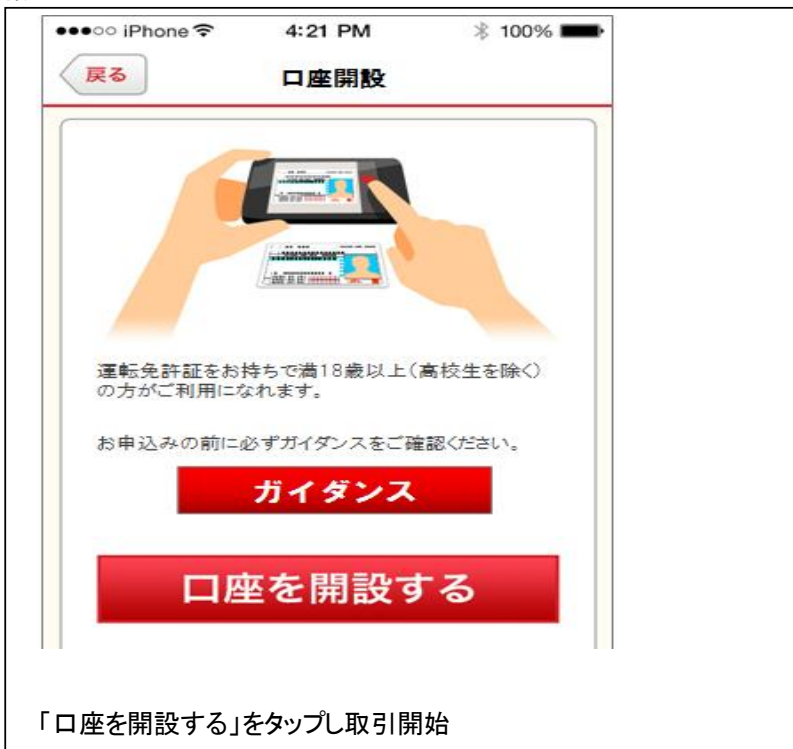 iPhone 4:21 PM 100%
戻る 口座開設
運転免許証をお持ちで満18歳以上(高校生を除く)
の方がご利用になれます。
お申込みの前に必ずガイダンスをご確認ください。
ガイダンス
口座を開設する
「口座を開設する」をタップし取引開始